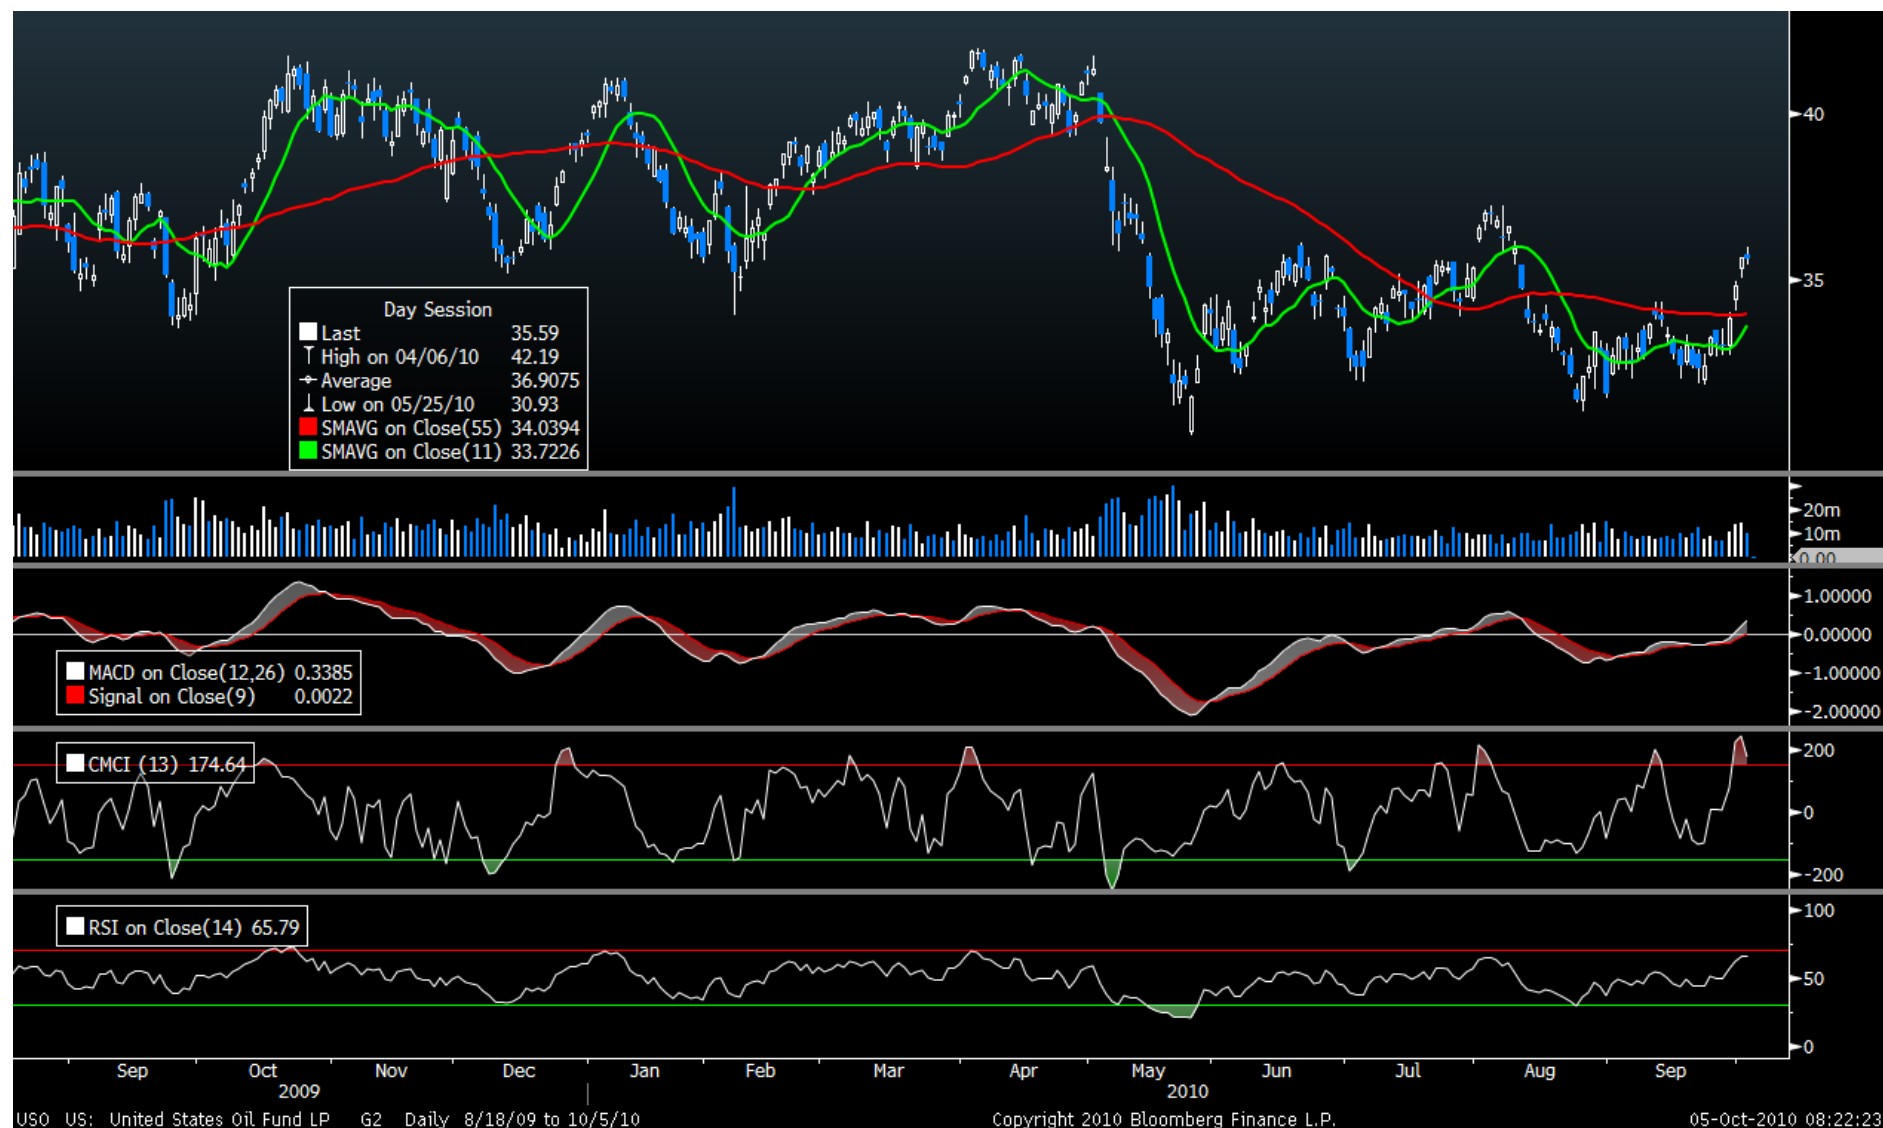 40
35
Day Session
Last 35.59
High on 04/06/10 42.19
Average 36.9075
Low on 05/25/10 30.93
SMAVG on Close(55) 34.0394
SMAVG on Close(11) 33.7226
20m
10m
0.00
1.00000
0.00000
-1.00000
-2.00000
MACD on Close(12,26) 0.3385
Signal on Close(9) 0.0022
200
0
-200
CMCI (13) 174.64
100
50
0
RSI on Close(14) 65.79
Sep Oct Nov Dec Jan Feb Mar Apr May Jun Jul Aug Sep
2009 2010
USO US: United States Oil Fund LP G2 Daily 8/18/09 to 10/5/10 Copyright 2010 Bloomberg Finance L.P. 05-Oct-2010 08:22:23